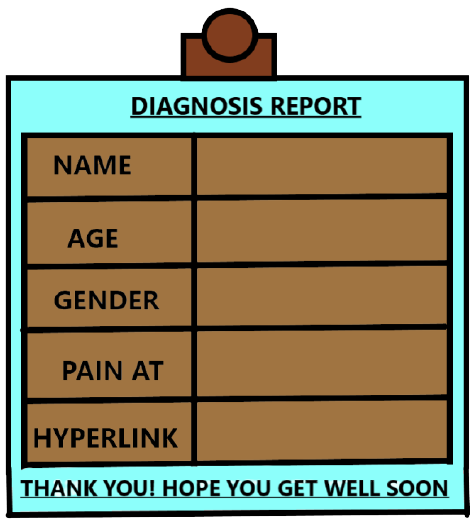 DIAGNOSIS REPORT
NAME
AGE
GENDER
PAIN AT
HYPERLINK
THANK YOU! HOPE YOU GET WELL SOON